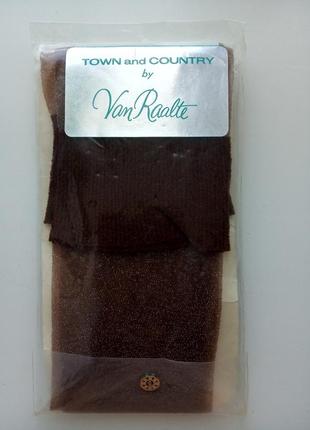 TOWN and COUNTRY
by
Van Raalte